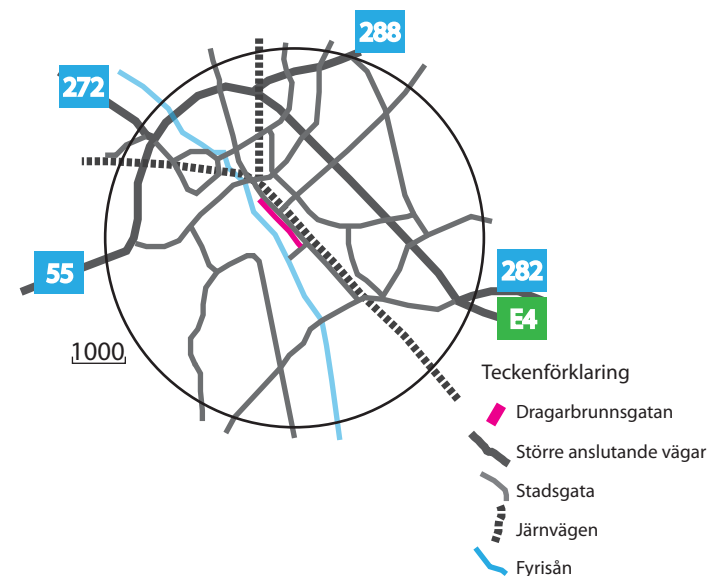 288
272
55
282
E4
1000
Teckenförklaring
Dragarbrunnsgatan
Större anslutande vägar
Stadsgata
Järnvägen
Fyrisån